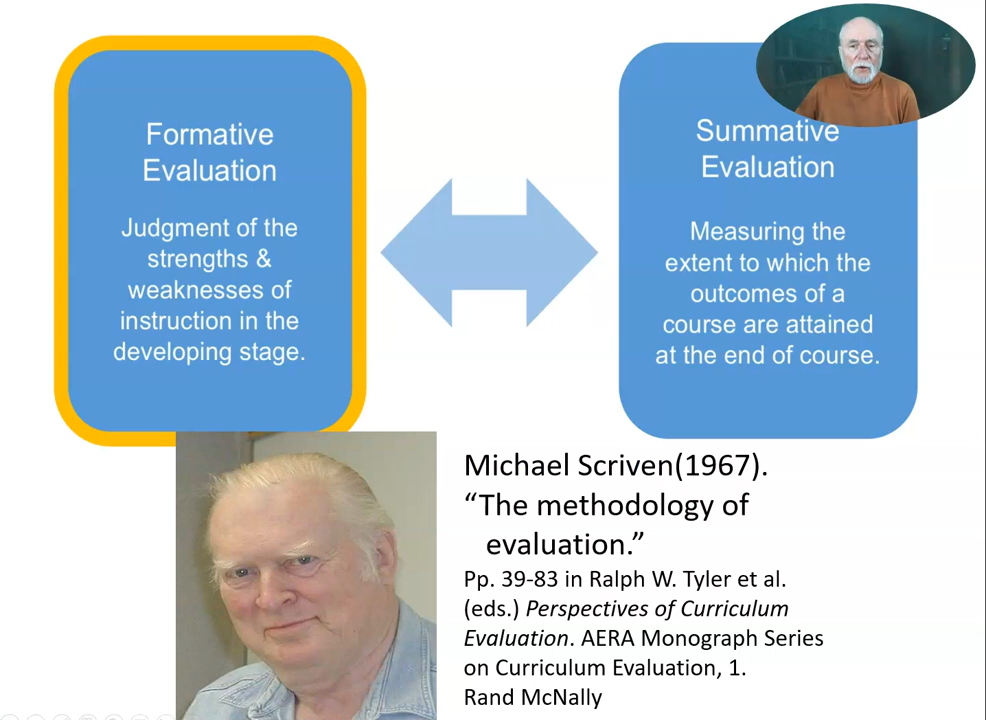 Formative
Evaluation
Judgment of the
strengths &
weaknesses of
instruction in the
developing stage.
Summative
Evaluation
Measuring the
extent to which the
outcomes of a
course are attained
at the end of course.
Michael Scriven(1967).
“The methodology of
evaluation.”
Pp. 39-83 in Ralph W. Tyler et al.
(eds.) Perspectives of Curriculum
Evaluation. AERA Monograph Series
on Curriculum Evaluation, 1.
Rand McNally